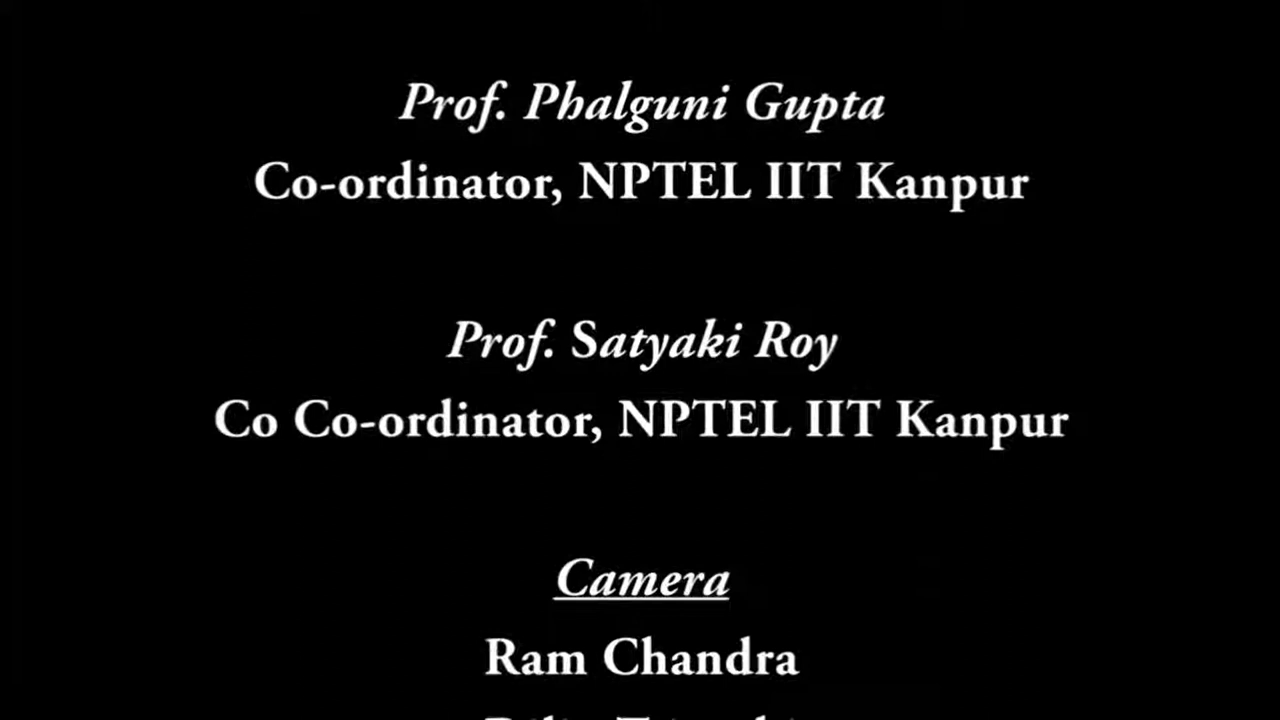 Prof. Phalguni Gupta
Co-ordinator, NPTEL IIT Kanpur
Prof. Satyaki Roy
Co Co-ordinator, NPTEL IIT Kanpur
Camera
Ram Chandra